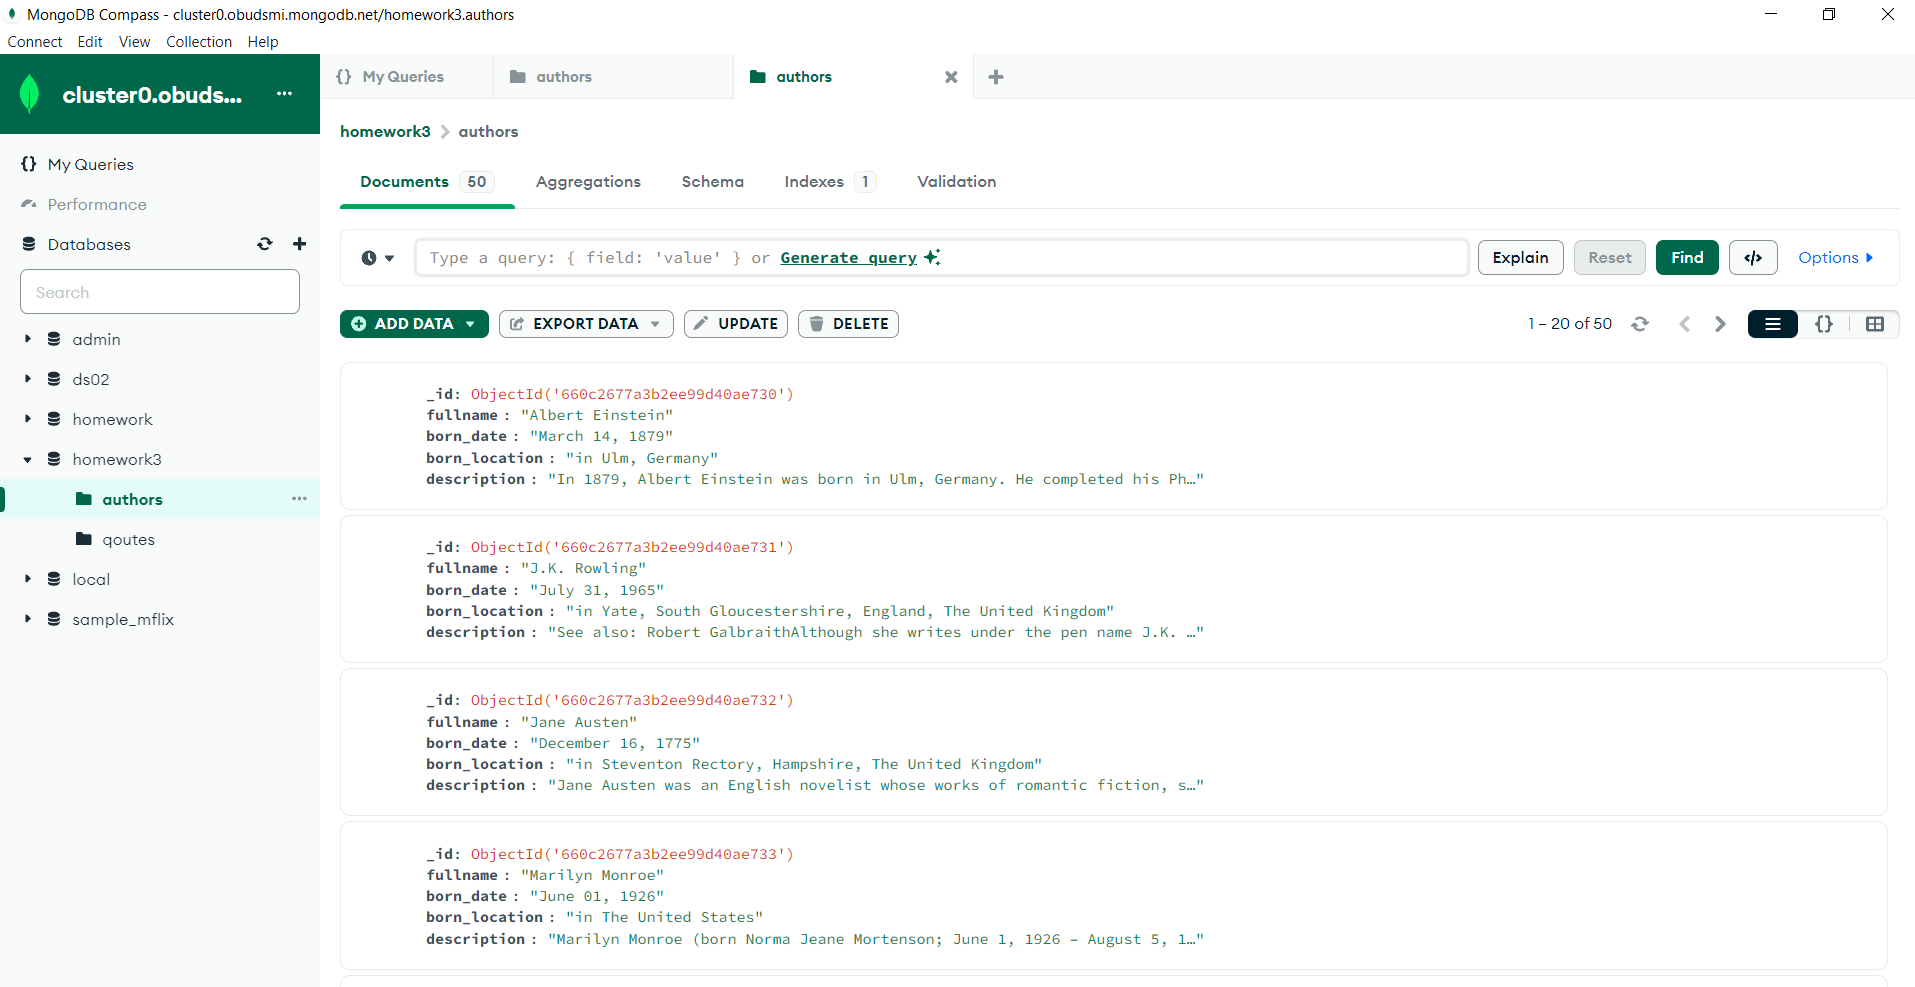 MongoDB Compass - cluster0.obudsmi.mongodb.net/homework3.authors
Connect Edit View Collection Help
cluster0.obuds... ...
My Queries
Performance
Databases
Search
admin
ds02
homework
homework3
authors ...
qoutes
local
sample_mflix
{} My Queries authors authors
homework3 > authors
Documents 50 Aggregations Schema Indexes 1 Validation
Type a query: { field: 'value' } or Generate query Explain Reset Find </> Options
ADD DATA EXPORT DATA UPDATE DELETE 1 – 20 of 50 {}
_id: ObjectId('660c2677a3b2ee99d40ae730')
fullname : "Albert Einstein"
born_date : "March 14, 1879"
born_location : "in Ulm, Germany"
description : "In 1879, Albert Einstein was born in Ulm, Germany. He completed his Ph…"
_id: ObjectId('660c2677a3b2ee99d40ae731')
fullname : "J.K. Rowling"
born_date : "July 31, 1965"
born_location : "in Yate, South Gloucestershire, England, The United Kingdom"
description : "See also: Robert GalbraithAlthough she writes under the pen name J.K. …"
_id: ObjectId('660c2677a3b2ee99d40ae732')
fullname : "Jane Austen"
born_date : "December 16, 1775"
born_location : "in Steventon Rectory, Hampshire, The United Kingdom"
description : "Jane Austen was an English novelist whose works of romantic fiction, s…"
_id: ObjectId('660c2677a3b2ee99d40ae733')
fullname : "Marilyn Monroe"
born_date : "June 01, 1926"
born_location : "in The United States"
description : "Marilyn Monroe (born Norma Jeane Mortenson; June 1, 1926 – August 5, 1…"